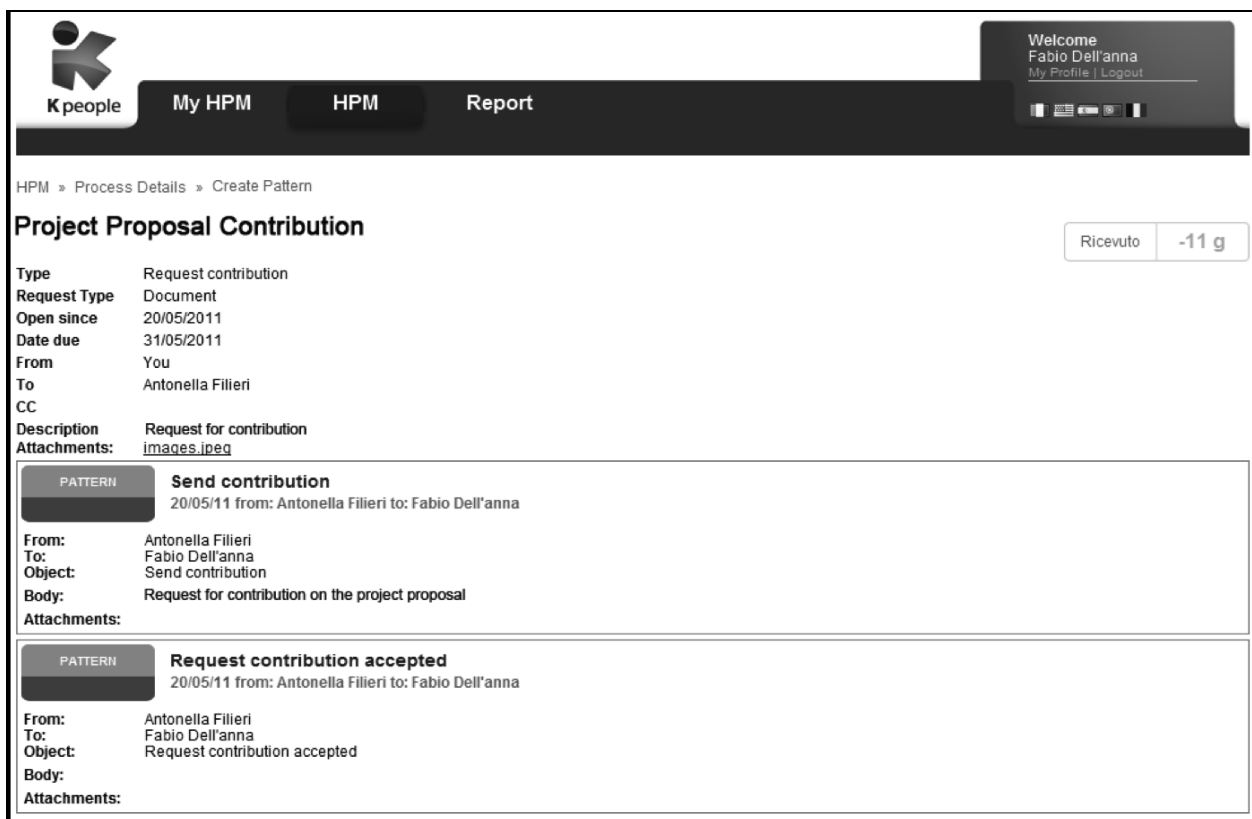 Welcome
Fabio Dell'anna
My Profile | Logout
K people
My HPM HPM Report
HPM » Process Details » Create Pattern
Project Proposal Contribution
Ricevuto -11 g
Type Request contribution
Request Type Document
Open since 20/05/2011
Date due 31/05/2011
From You
To Antonella Filieri
CC
Description Request for contribution
Attachments: images.jpeg
PATTERN Send contribution
20/05/11 from: Antonella Filieri to: Fabio Dell'anna
From: Antonella Filieri
To: Fabio Dell'anna
Object: Send contribution
Body: Request for contribution on the project proposal
Attachments:
PATTERN Request contribution accepted
20/05/11 from: Antonella Filieri to: Fabio Dell'anna
From: Antonella Filieri
To: Fabio Dell'anna
Object: Request contribution accepted
Body:
Attachments: